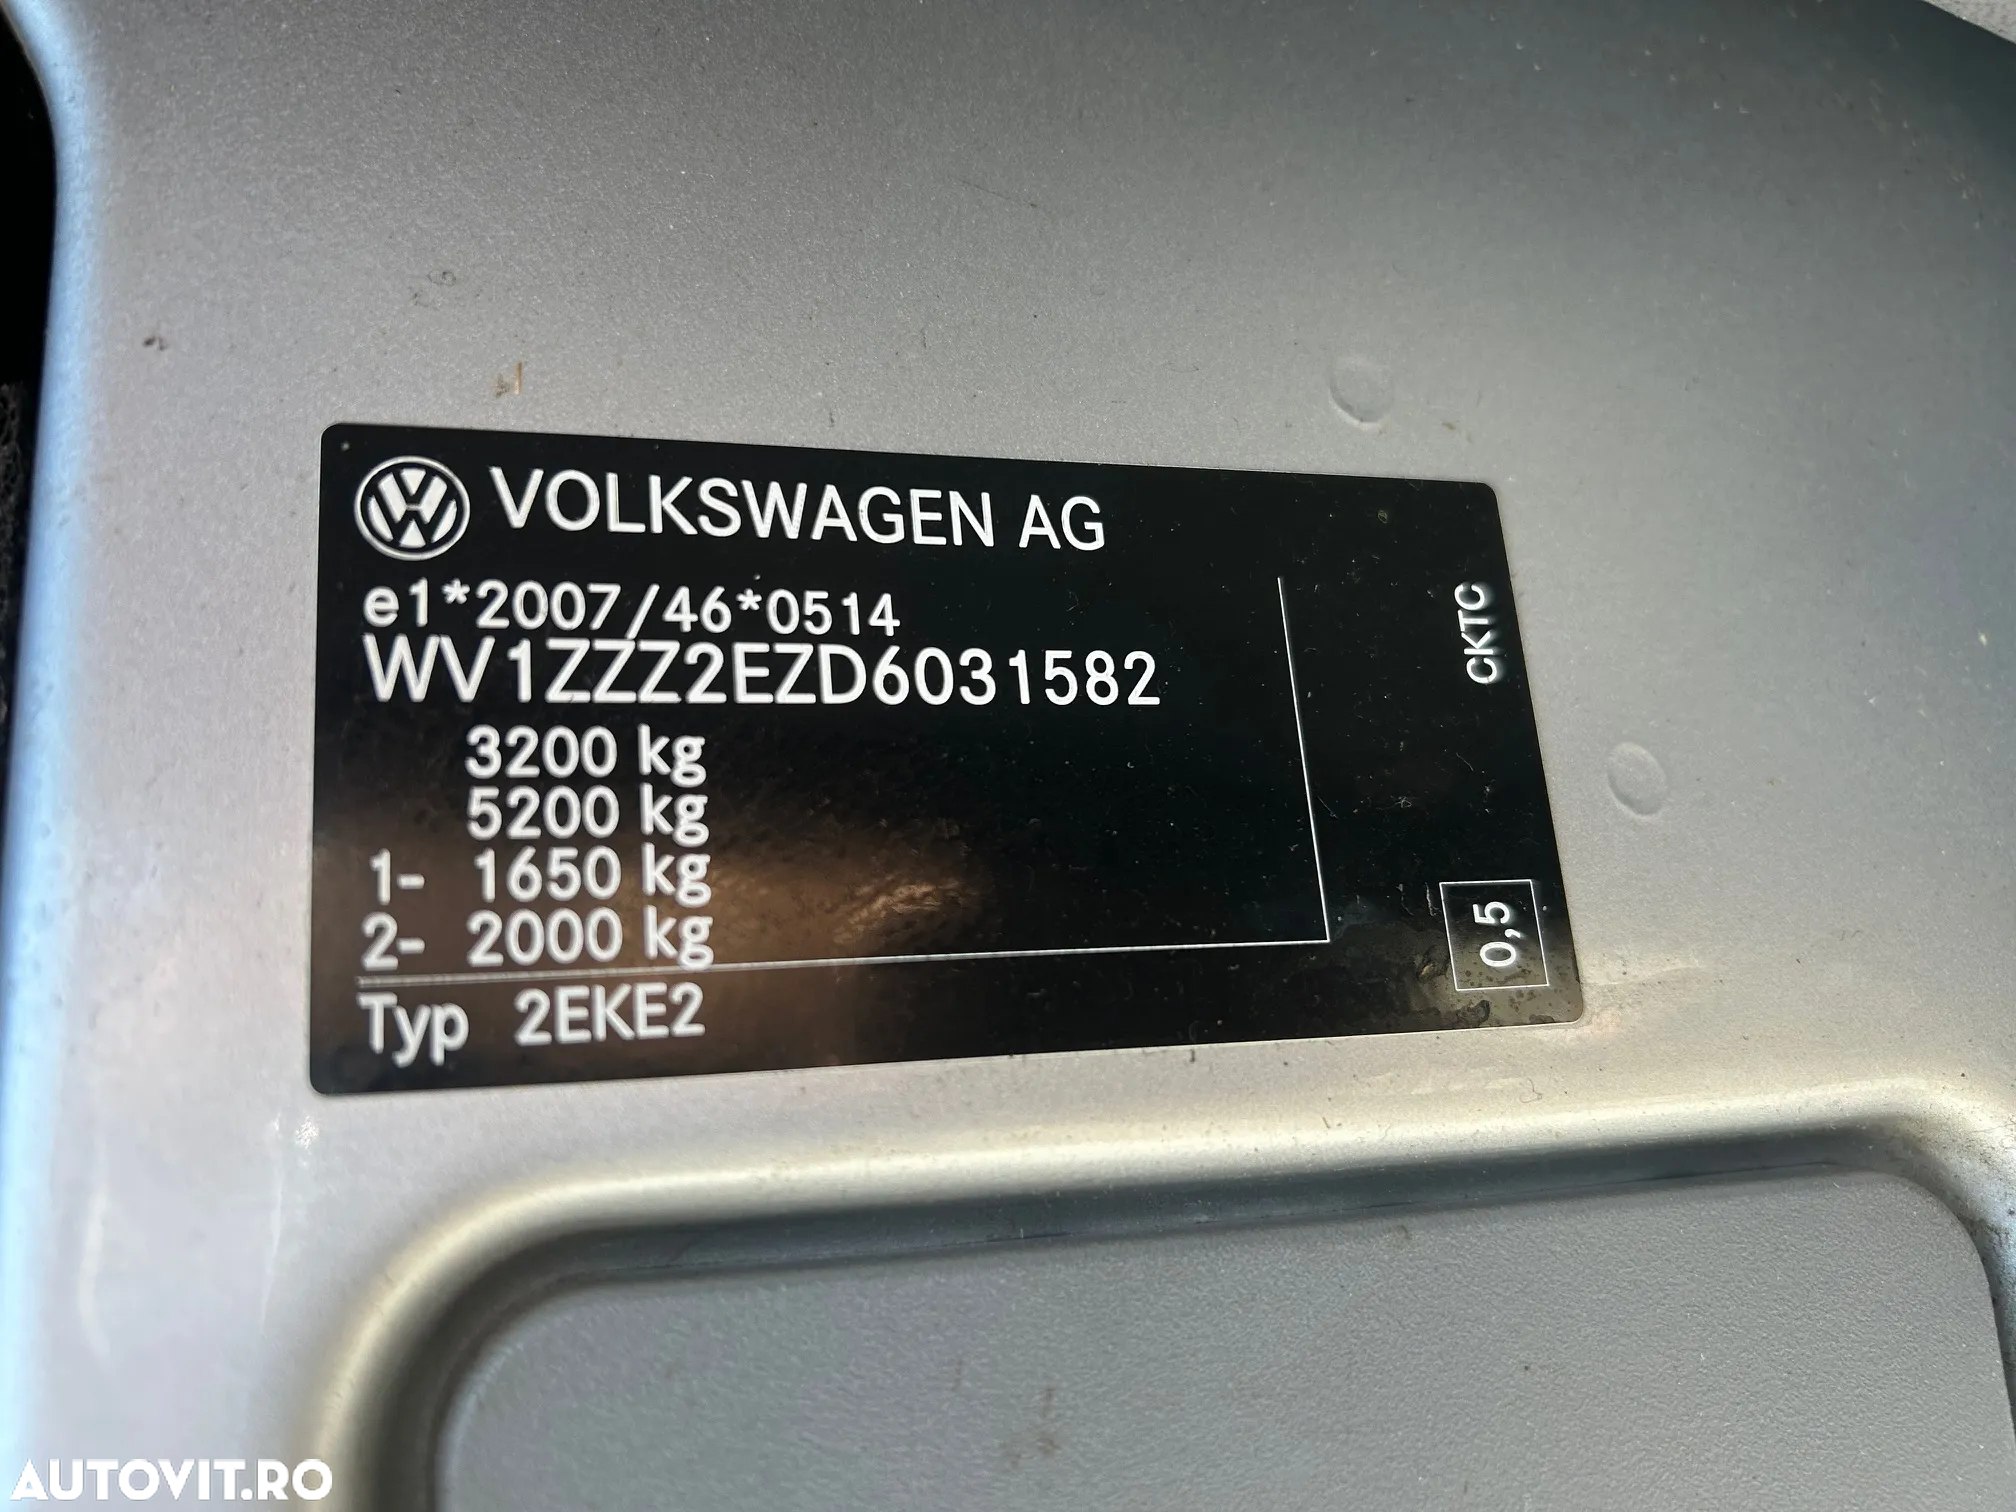 VOLKSWAGEN AG
e1*2007/46*0514
WV1ZZZ2EZD6031582
3200 kg
5200 kg
1- 1650 kg
2- 2000 kg
Typ 2EKE2
CKTC
0,5
AUTOVIT.RO